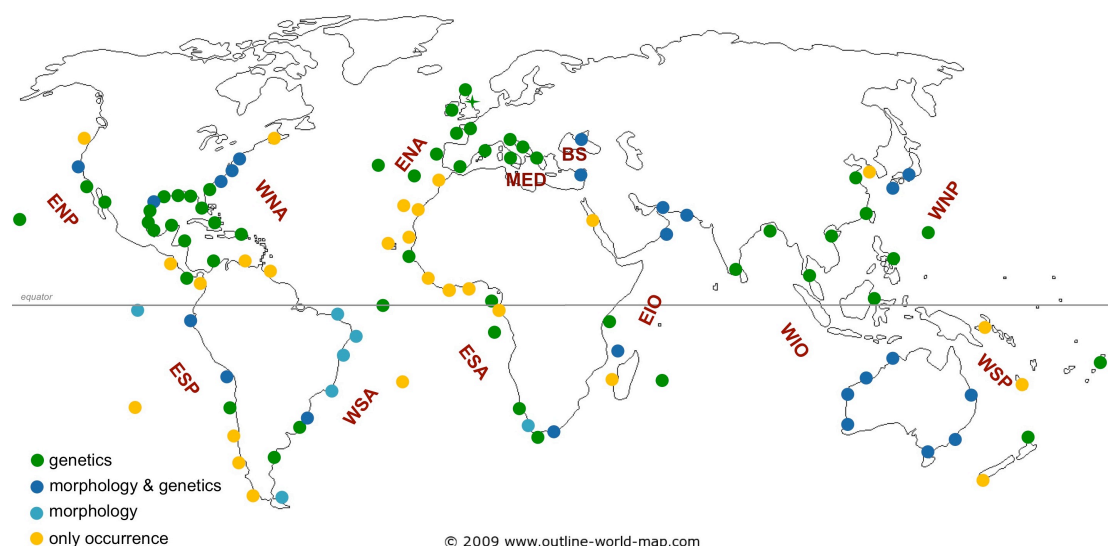 ENA
BS
MED
ENP
WNA
WNP
equator
EIO
WIO
ESP
WSA
ESA
WSP
genetics
morphology & genetics
morphology
only occurrence
© 2009 www.outline-world-map.com